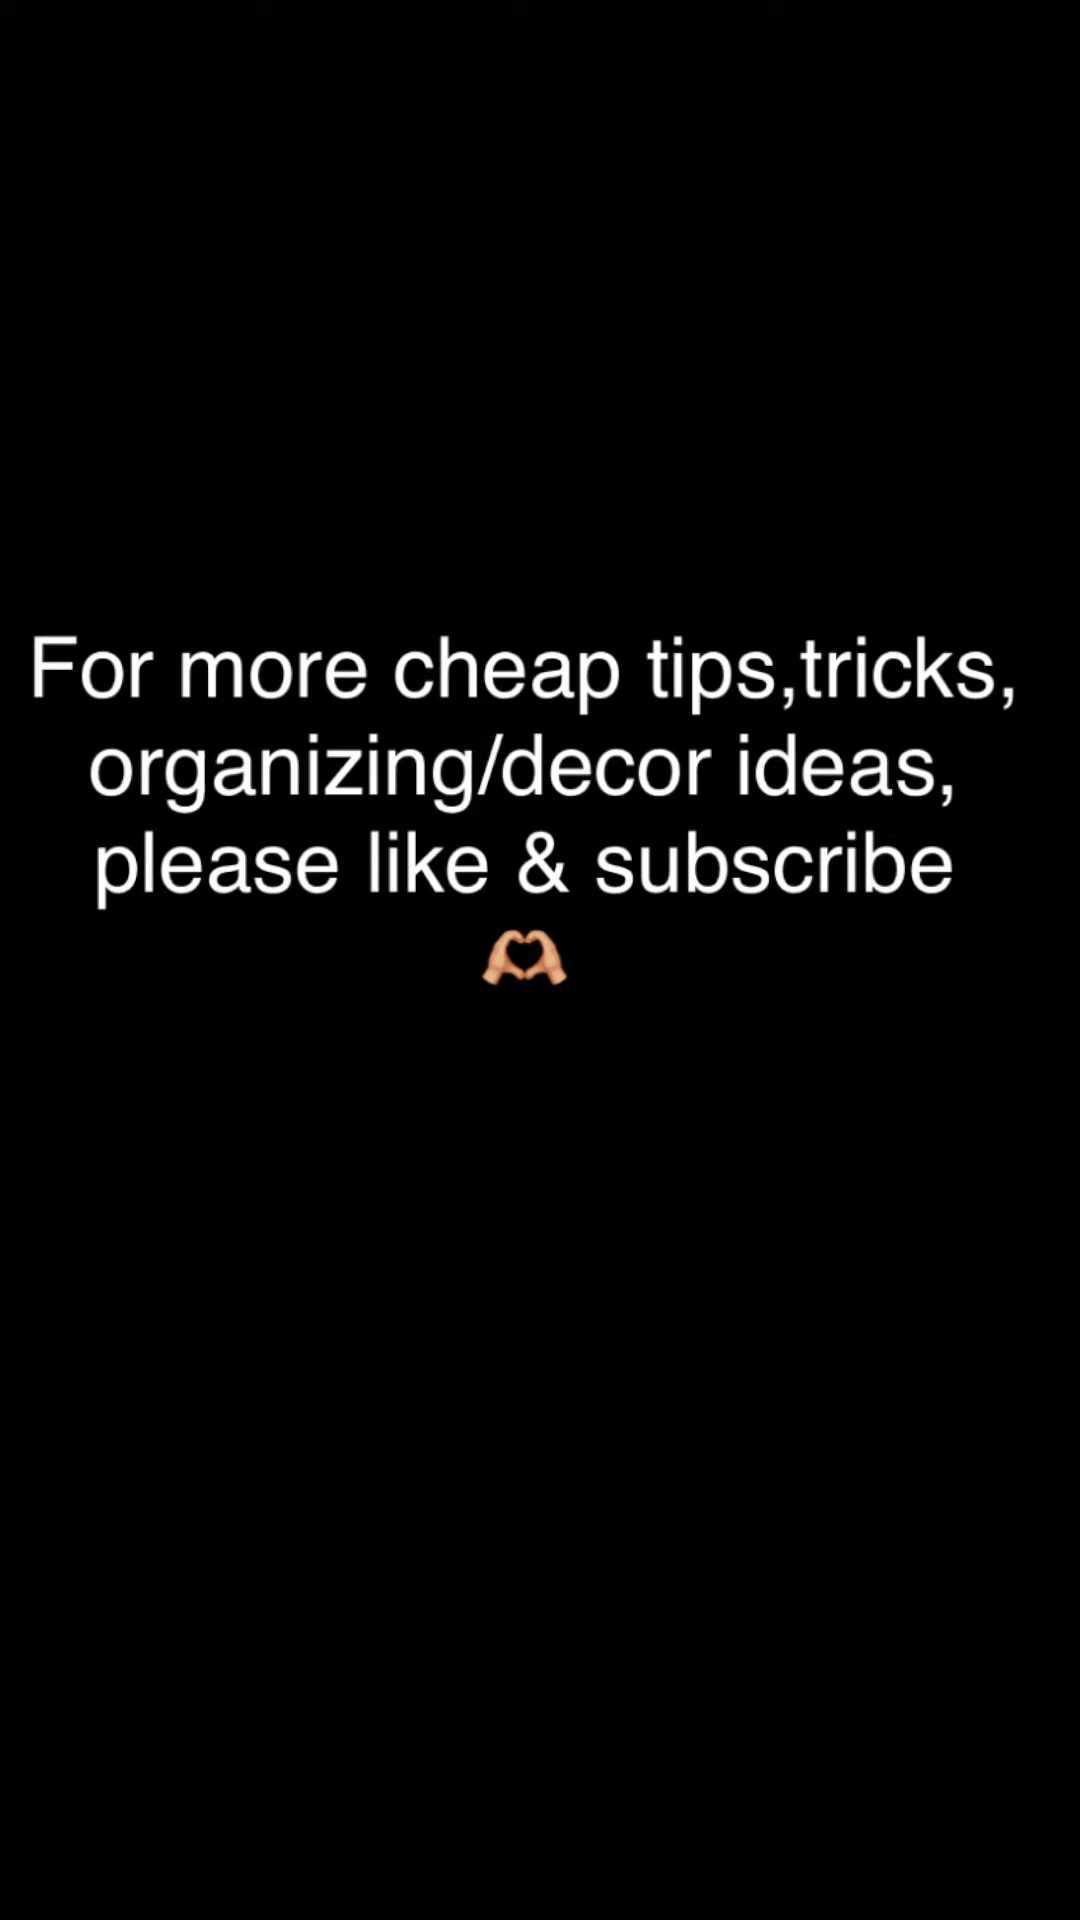 For more cheap tips,tricks,
organizing/decor ideas,
please like & subscribe
🫶🏼